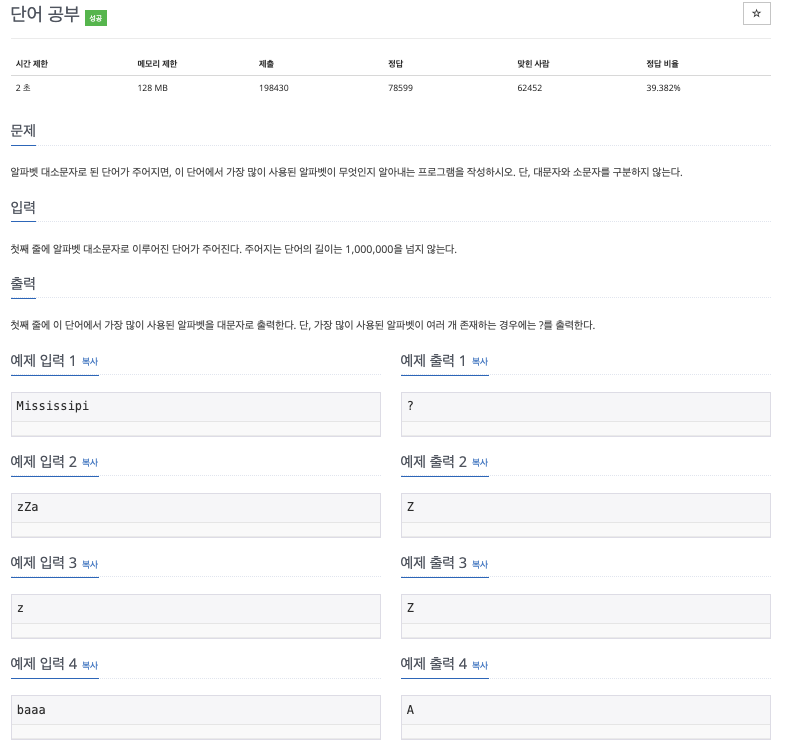 단어 공부 성공
☆
시간 제한 메모리 제한 제출 정답 맞힌 사람 정답 비율
2 초 128 MB 198430 78599 62452 39.382%
문제
알파벳 대소문자로 된 단어가 주어지면, 이 단어에서 가장 많이 사용된 알파벳이 무엇인지 알아내는 프로그램을 작성하시오. 단, 대문자와 소문자를 구분하지 않는다.
입력
첫째 줄에 알파벳 대소문자로 이루어진 단어가 주어진다. 주어지는 단어의 길이는 1,000,000을 넘지 않는다.
출력
첫째 줄에 이 단어에서 가장 많이 사용된 알파벳을 대문자로 출력한다. 단, 가장 많이 사용된 알파벳이 여러 개 존재하는 경우에는 ?를 출력한다.
예제 입력 1 복사
Mississipi
예제 출력 1 복사
?
예제 입력 2 복사
zZa
예제 출력 2 복사
Z
예제 입력 3 복사
z
예제 출력 3 복사
Z
예제 입력 4 복사
baaa
예제 출력 4 복사
A